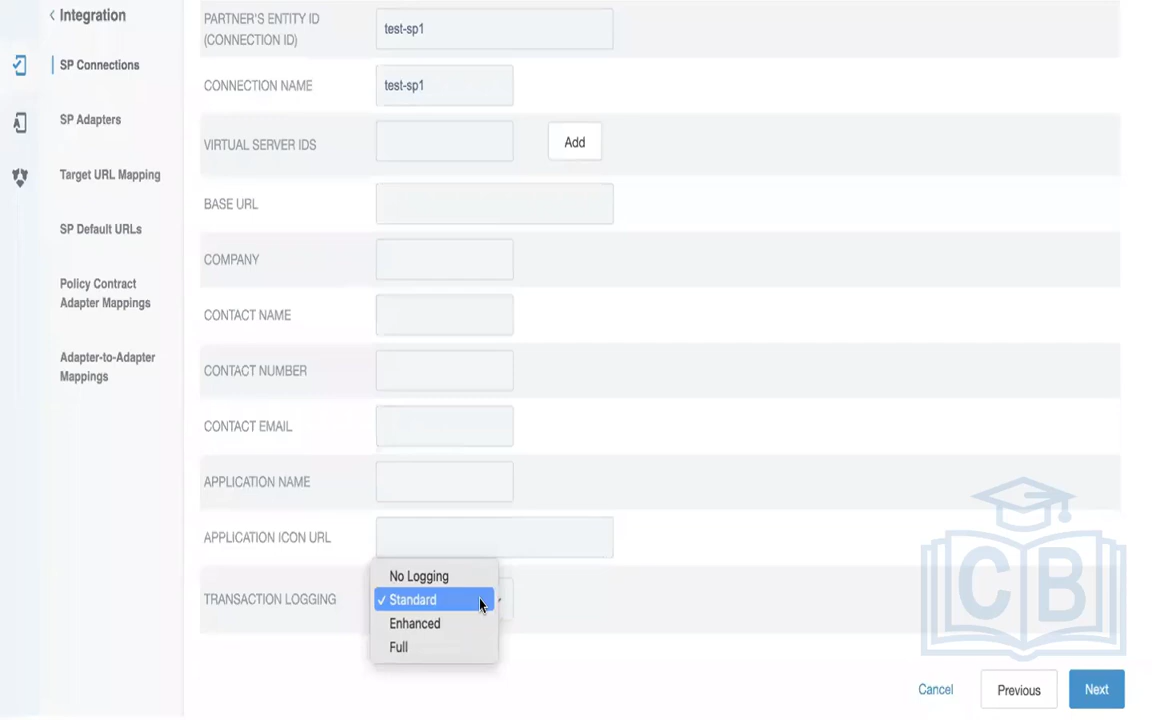 Integration
SP Connections
SP Adapters
Target URL Mapping
SP Default URLs
Policy Contract
Adapter Mappings
Adapter-to-Adapter
Mappings
PARTNER'S ENTITY ID
(CONNECTION ID)
test-sp1
CONNECTION NAME
test-sp1
VIRTUAL SERVER IDS
Add
BASE URL
COMPANY
CONTACT NAME
CONTACT NUMBER
CONTACT EMAIL
APPLICATION NAME
APPLICATION ICON URL
TRANSACTION LOGGING
No Logging
Standard
Enhanced
Full
CB
Cancel
Previous
Next